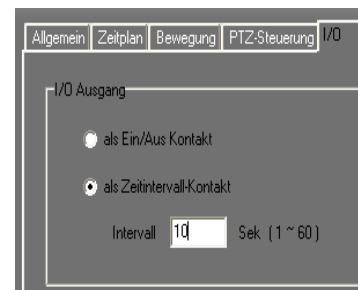 Allgemein Zeitplan Bewegung PTZ-Steuerung I/O
I/O Ausgang
als Ein/Aus Kontakt
als Zeitintervall-Kontakt
Intervall 10 Sek ( 1 ~ 60 )